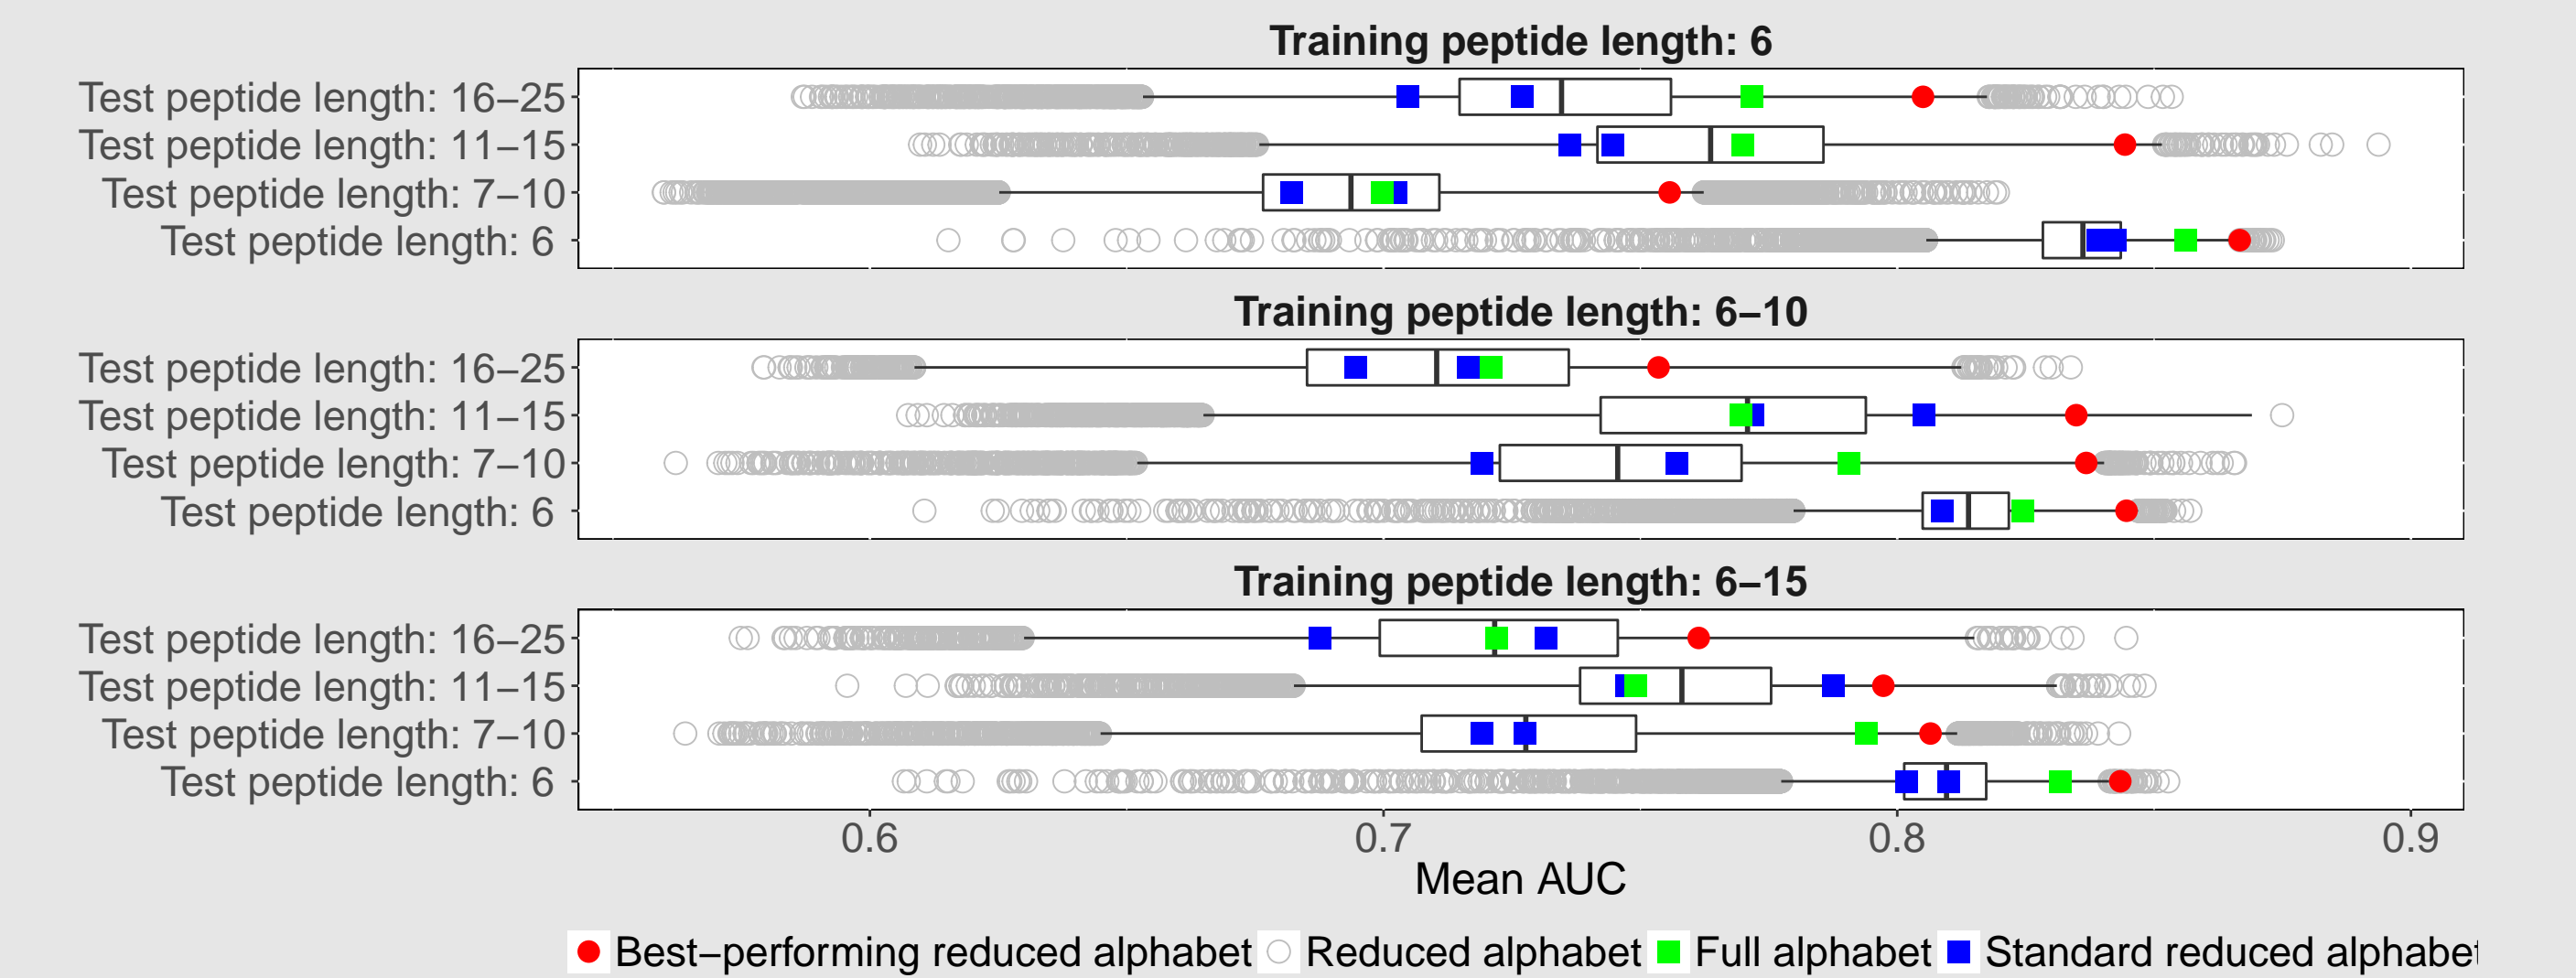 Training peptide length: 6
Test peptide length: 16–25
Test peptide length: 11–15
Test peptide length: 7–10
Test peptide length: 6
Training peptide length: 6–10
Test peptide length: 16–25
Test peptide length: 11–15
Test peptide length: 7–10
Test peptide length: 6
Training peptide length: 6–15
Test peptide length: 16–25
Test peptide length: 11–15
Test peptide length: 7–10
Test peptide length: 6
0.6 0.7 0.8 0.9
Mean AUC
Best–performing reduced alphabet Reduced alphabet Full alphabet Standard reduced alphabet